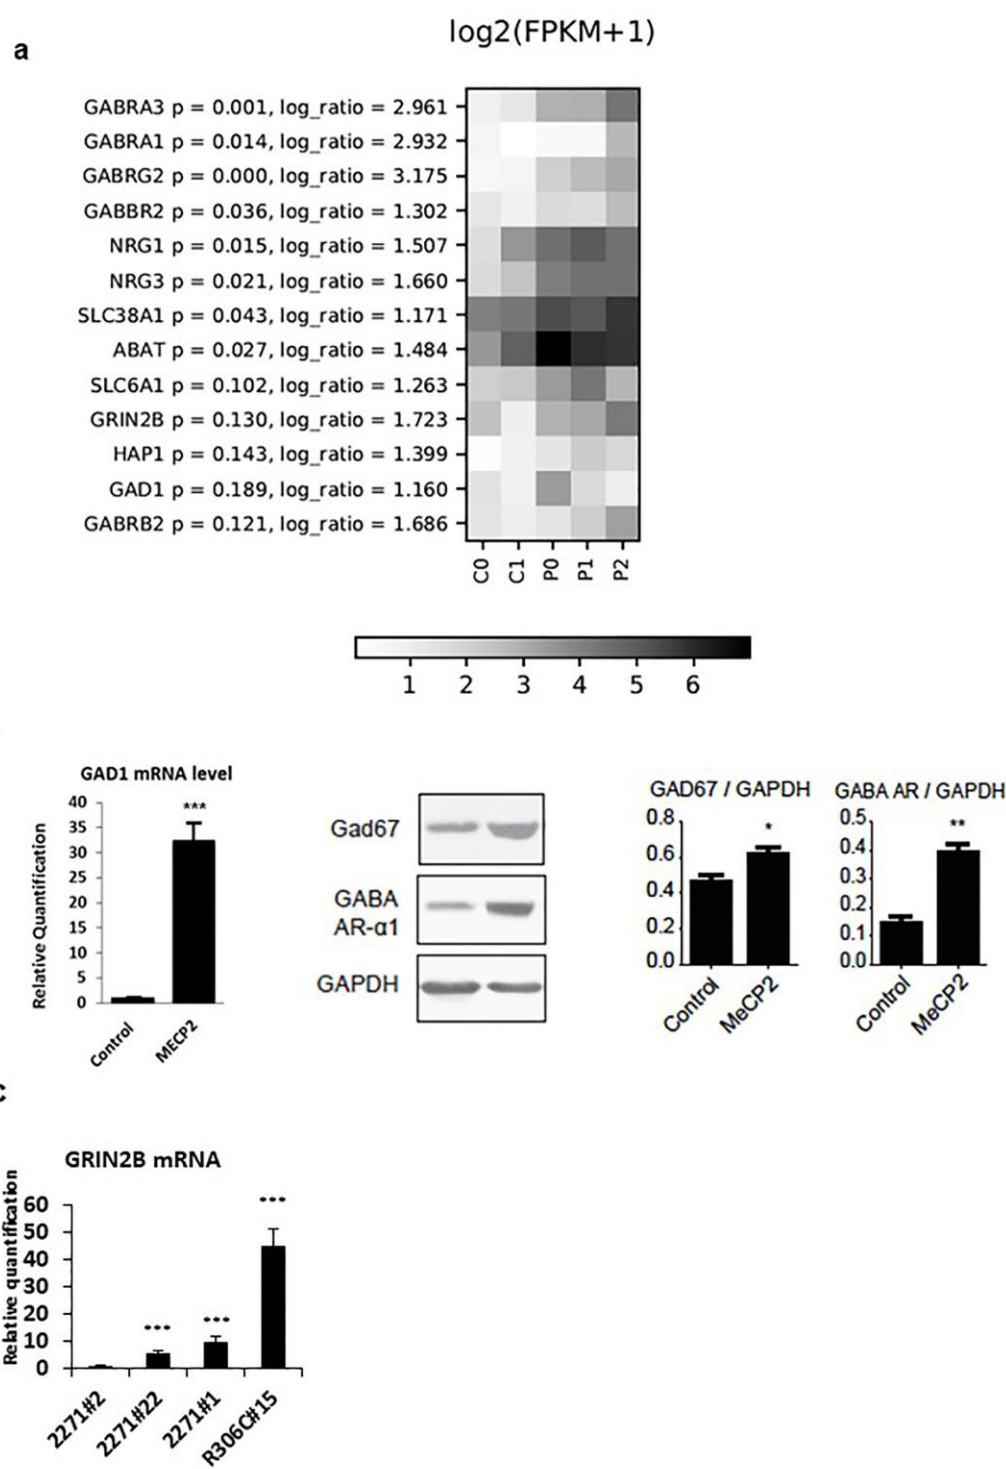 a
log2(FPKM+1)
GABRA3 p = 0.001, log_ratio = 2.961
GABRA1 p = 0.014, log_ratio = 2.932
GABRG2 p = 0.000, log_ratio = 3.175
GABBR2 p = 0.036, log_ratio = 1.302
NRG1 p = 0.015, log_ratio = 1.507
NRG3 p = 0.021, log_ratio = 1.660
SLC38A1 p = 0.043, log_ratio = 1.171
ABAT p = 0.027, log_ratio = 1.484
SLC6A1 p = 0.102, log_ratio = 1.263
GRIN2B p = 0.130, log_ratio = 1.723
HAP1 p = 0.143, log_ratio = 1.399
GAD1 p = 0.189, log_ratio = 1.160
GABRB2 p = 0.121, log_ratio = 1.686
C0 C1 P0 P1 P2
1 2 3 4 5 6
GAD1 mRNA level
Relative Quantification
40
35
30
25
20
15
10
5
0
***
Control MECP2
Gad67
GABA
AR-α1
GAPDH
GAD67 / GAPDH
0.8
0.6
0.4
0.2
0.0
*
Control MeCP2
GABA AR / GAPDH
0.5
0.4
0.3
0.2
0.1
0.0
**
Control MeCP2
c
GRIN2B mRNA
Relative quantification
60
50
40
30
20
10
0
***
***
***
2271#2 2271#22 2271#1 R306C#15